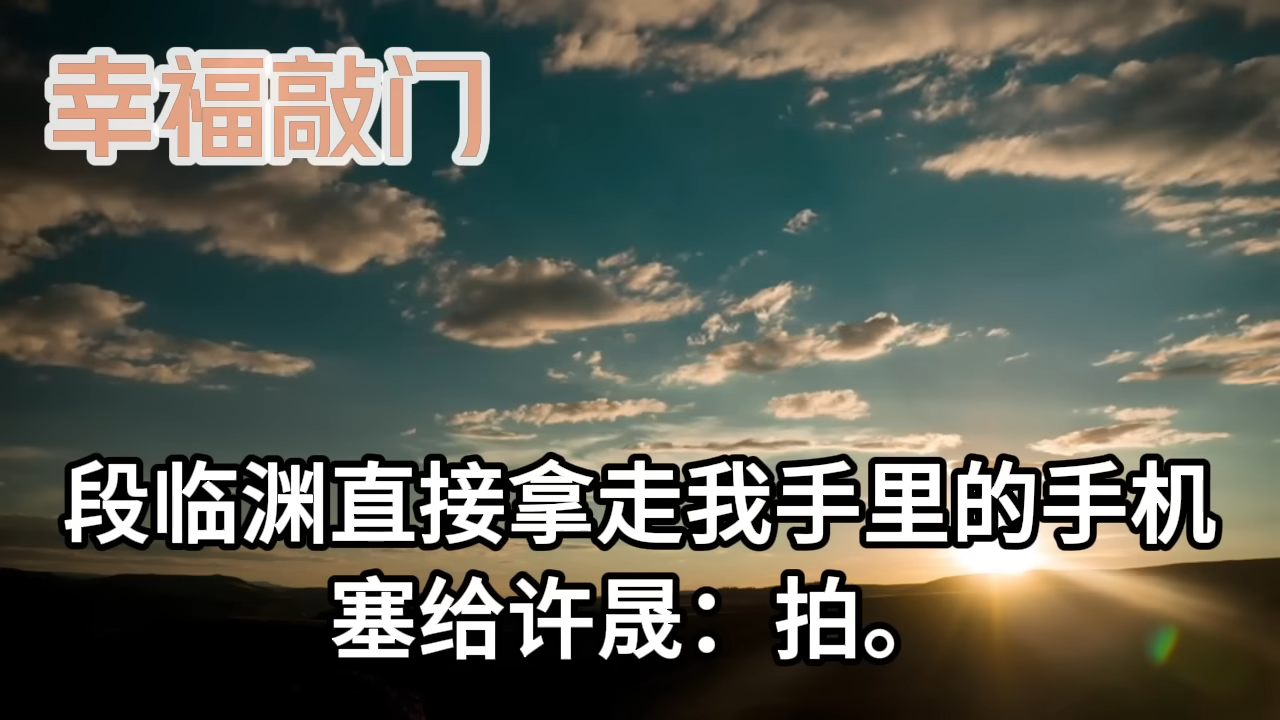 幸福敲门
段临渊直接拿走我手里的手机
塞给许晟：拍。